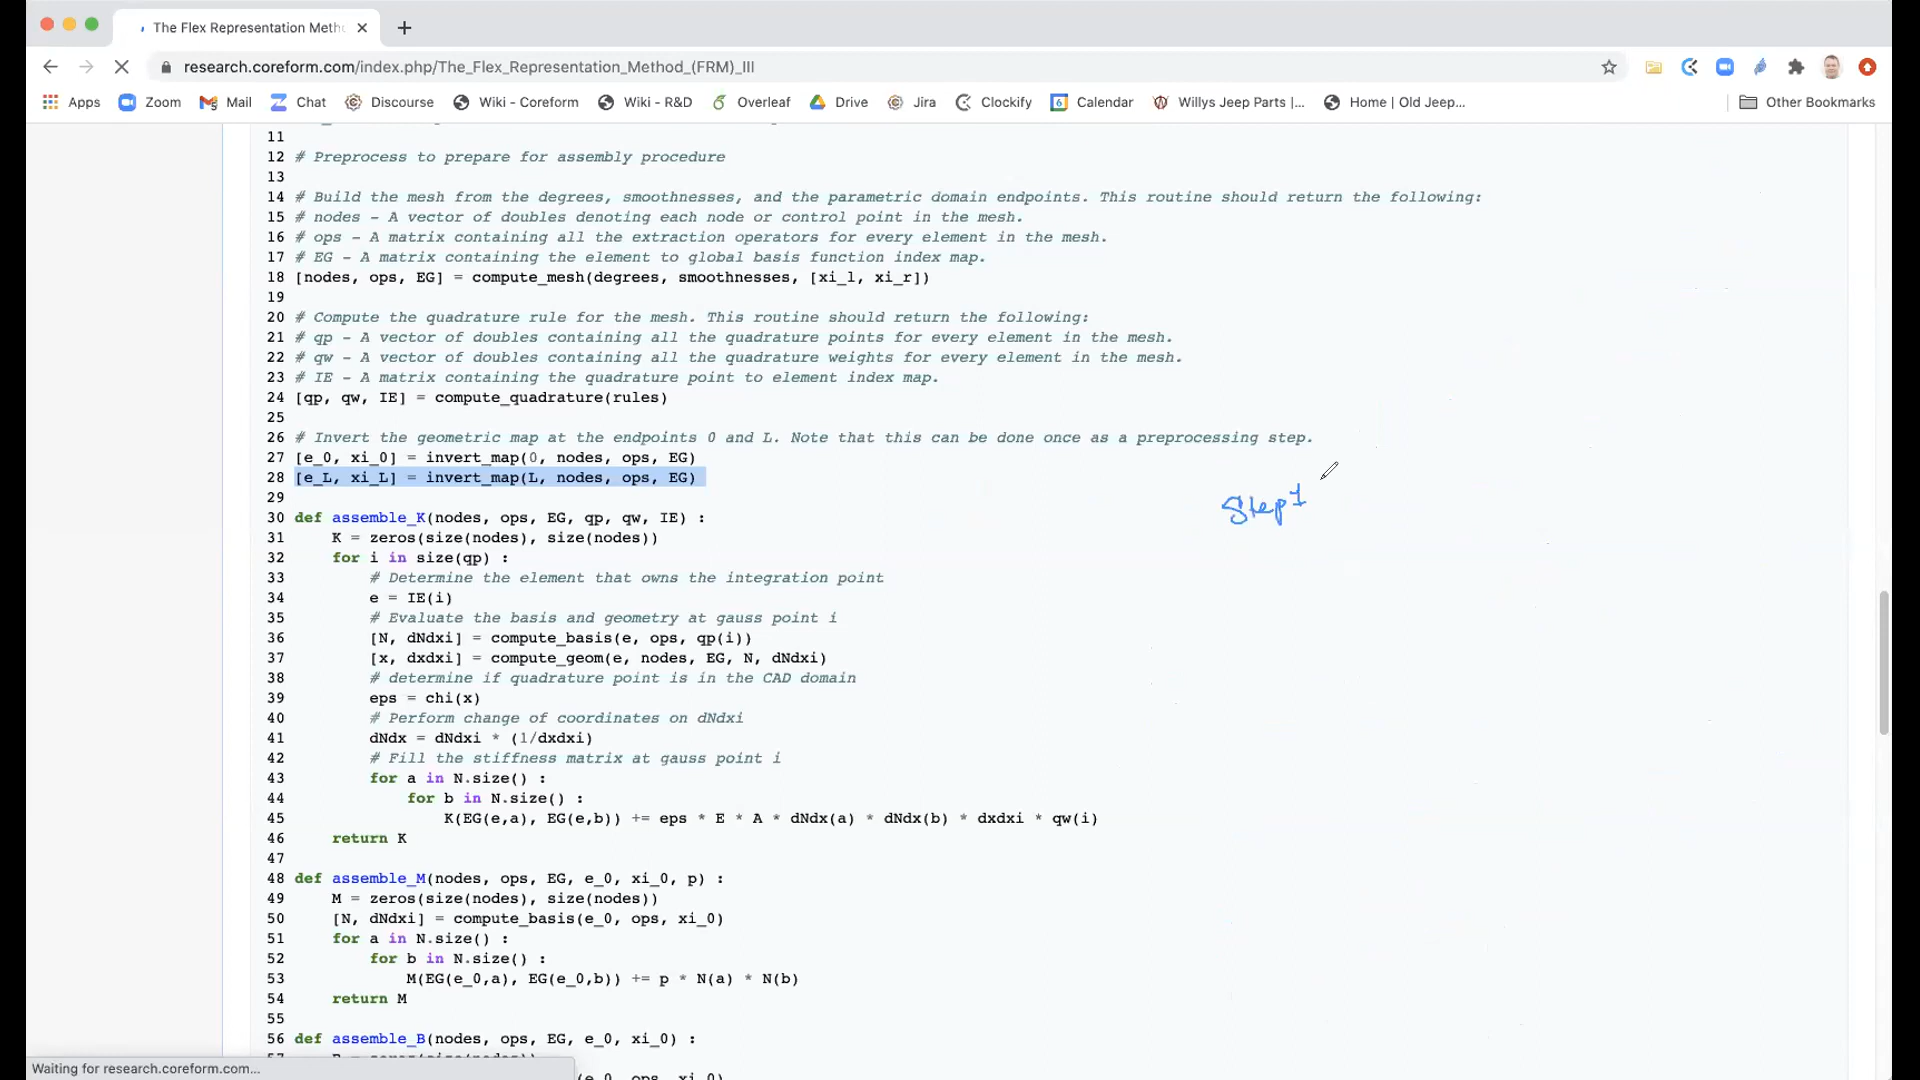 The Flex Representation Meth
research.coreform.com/index.php/The_Flex_Representation_Method_(FRM)_III
Apps Zoom Mail Chat Discourse Wiki - Coreform Wiki - R&D Overleaf Drive Jira Clockify Calendar Willys Jeep Parts |... Home | Old Jeep... Other Bookmarks
11
12 # Preprocess to prepare for assembly procedure
13
14 # Build the mesh from the degrees, smoothnesses, and the parametric domain endpoints. This routine should return the following:
15 # nodes - A vector of doubles denoting each node or control point in the mesh.
16 # ops - A matrix containing all the extraction operators for every element in the mesh.
17 # EG - A matrix containing the element to global basis function index map.
18 [nodes, ops, EG] = compute_mesh(degrees, smoothnesses, [xi_l, xi_r])
19
20 # Compute the quadrature rule for the mesh. This routine should return the following:
21 # qp - A vector of doubles containing all the quadrature points for every element in the mesh.
22 # qw - A vector of doubles containing all the quadrature weights for every element in the mesh.
23 # IE - A matrix containing the quadrature point to element index map.
24 [qp, qw, IE] = compute_quadrature(rules)
25
26 # Invert the geometric map at the endpoints 0 and L. Note that this can be done once as a preprocessing step.
27 [e_0, xi_0] = invert_map(0, nodes, ops, EG)
28 [e_L, xi_L] = invert_map(L, nodes, ops, EG)
29
Step 1
30 def assemble_K(nodes, ops, EG, qp, qw, IE) :
31 K = zeros(size(nodes), size(nodes))
32 for i in size(qp) :
33 # Determine the element that owns the integration point
34 e = IE(i)
35 # Evaluate the basis and geometry at gauss point i
36 [N, dNdxi] = compute_basis(e, ops, qp(i))
37 [x, dxdxi] = compute_geom(e, nodes, EG, N, dNdxi)
38 # determine if quadrature point is in the CAD domain
39 eps = chi(x)
40 # Perform change of coordinates on dNdxi
41 dNdx = dNdxi * (1/dxdxi)
42 # Fill the stiffness matrix at gauss point i
43 for a in N.size() :
44 for b in N.size() :
45 K(EG(e,a), EG(e,b)) += eps * E * A * dNdx(a) * dNdx(b) * dxdxi * qw(i)
46 return K
47
48 def assemble_M(nodes, ops, EG, e_0, xi_0, p) :
49 M = zeros(size(nodes), size(nodes))
50 [N, dNdxi] = compute_basis(e_0, ops, xi_0)
51 for a in N.size() :
52 for b in N.size() :
53 M(EG(e_0,a), EG(e_0,b)) += p * N(a) * N(b)
54 return M
55
56 def assemble_B(nodes, ops, EG, e_0, xi_0) :
Waiting for research.coreform.com...